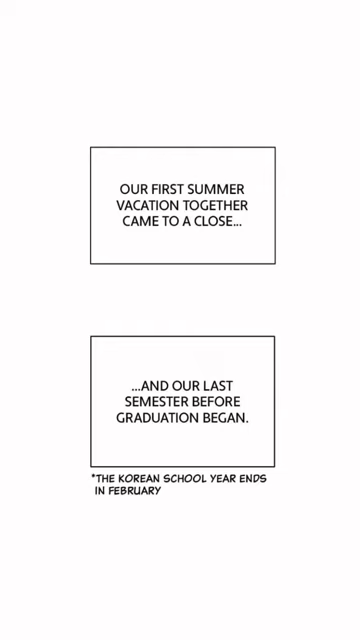 OUR FIRST SUMMER
VACATION TOGETHER
CAME TO A CLOSE...
...AND OUR LAST
SEMESTER BEFORE
GRADUATION BEGAN.
*THE KOREAN SCHOOL YEAR ENDS
IN FEBRUARY